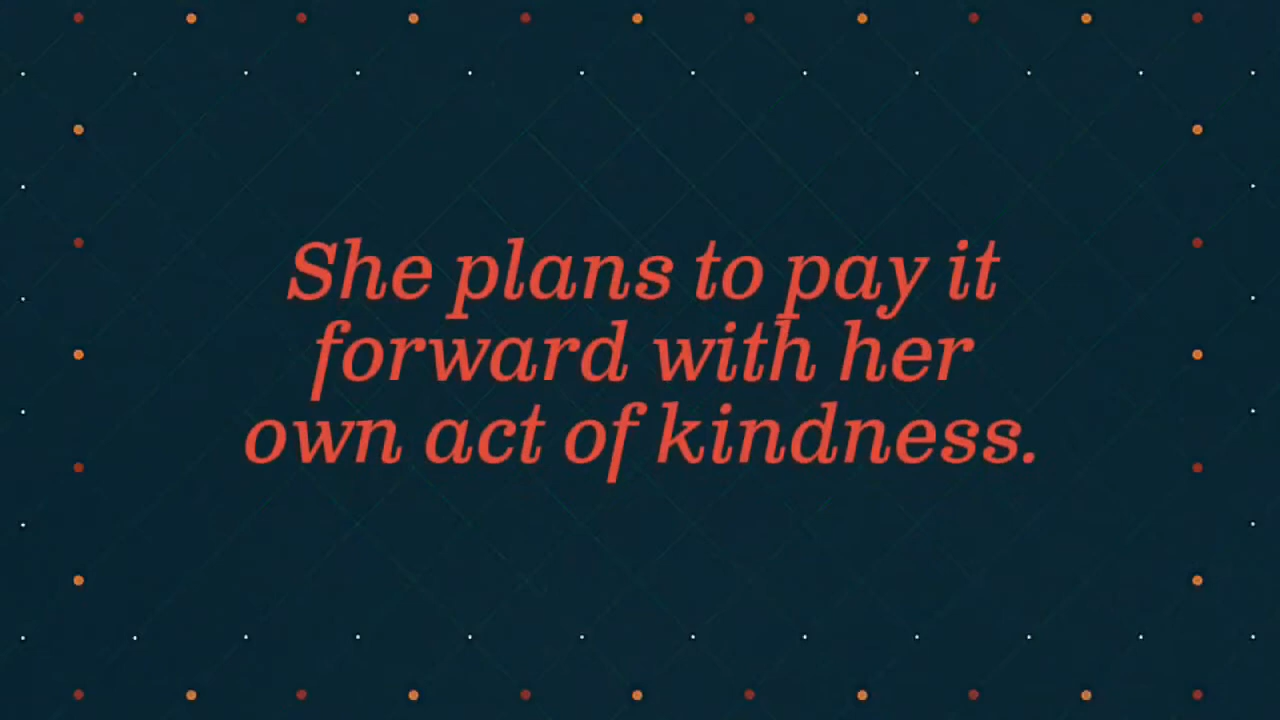 She plans to pay it
forward with her
own act of kindness.